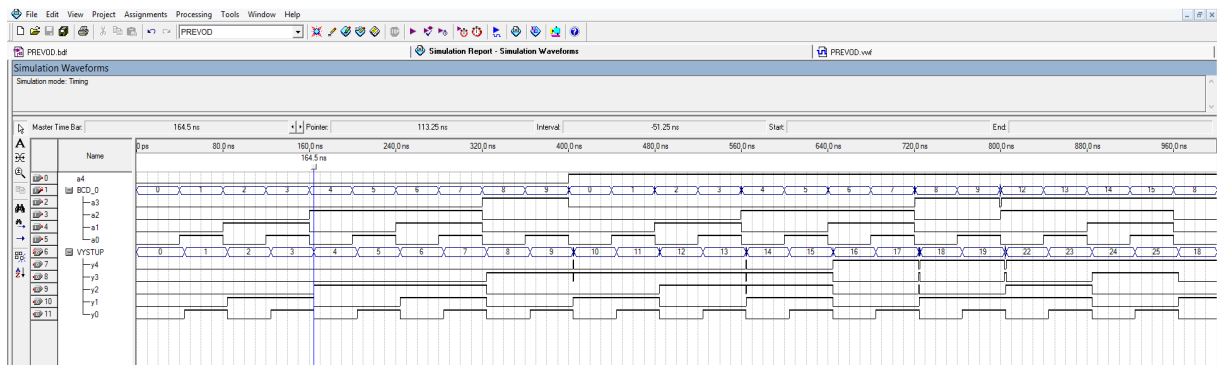 File Edit View Project Assignments Processing Tools Window Help
PREVOD
PREVOD.bdf Simulation Report - Simulation Waveforms PREVOD.vwf
Simulation Waveforms
Simulation mode: Timing
Master Time Bar: 164.5 ns Pointer: 113.25 ns Interval: -51.25 ns Start: End:
Name 0 ps 80.0 ns 160.0 ns 240.0 ns 320.0 ns 400.0 ns 480.0 ns 560.0 ns 640.0 ns 720.0 ns 800.0 ns 880.0 ns 960.0 ns
164.5 ns
0 a4
1 BCD_0 0 1 2 3 4 5 6 7 8 9 0 1 2 3 4 5 6 7 8 9 12 13 14 15 8
2 a3
3 a2
4 a1
5 a0
6 VYSTUP 0 1 2 3 4 5 6 7 8 9 10 11 12 13 14 15 16 17 18 19 22 23 24 25 18
7 y4
8 y3
9 y2
10 y1
11 y0